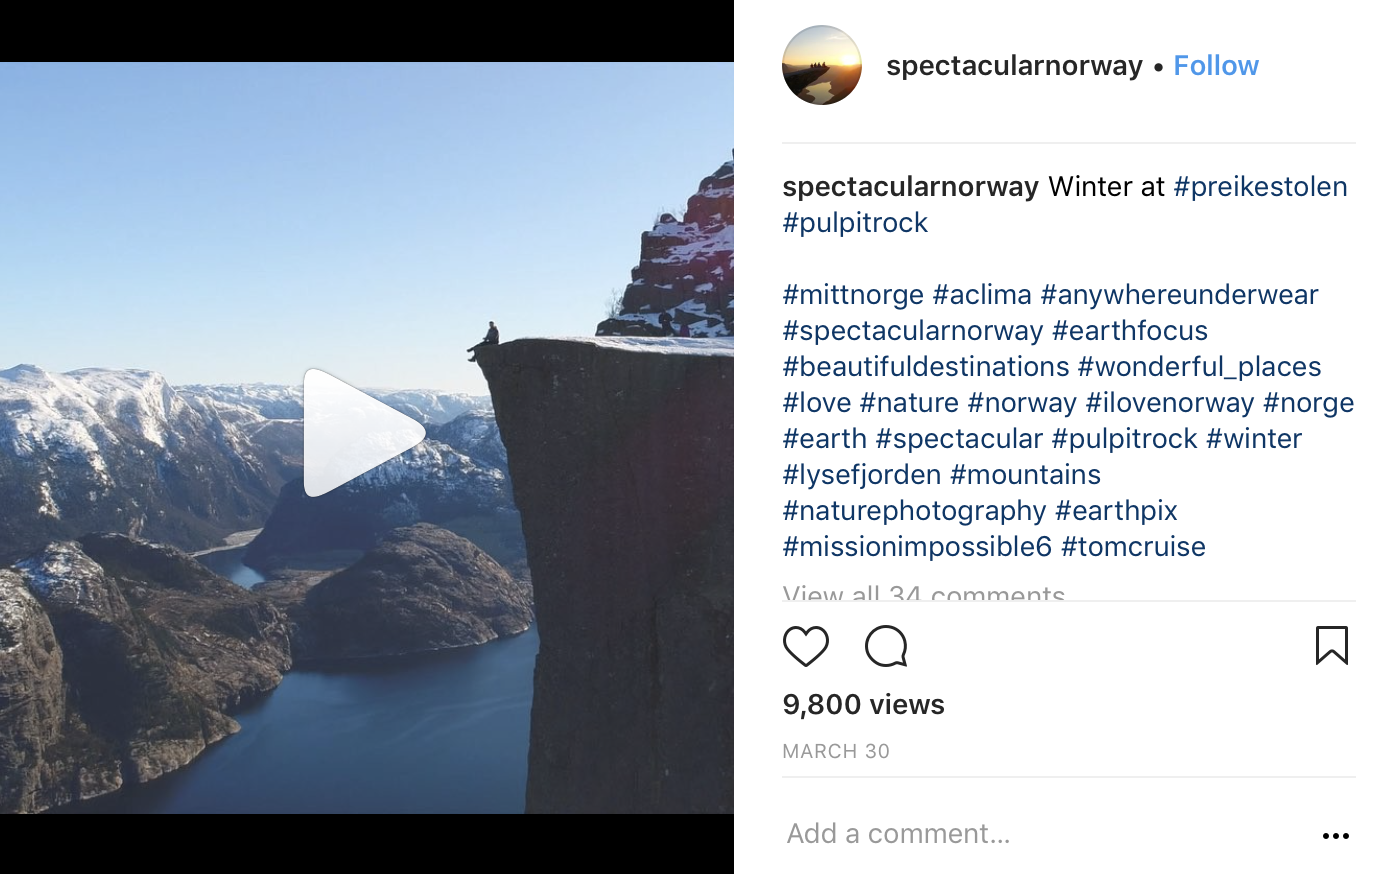 spectacularnorway • Follow
spectacularnorway Winter at #preikestolen
#pulpitrock
#mittnorge #aclima #anywhereunderwear
#spectacularnorway #earthfocus
#beautifuldestinations #wonderful_places
#love #nature #norway #ilovenorway #norge
#earth #spectacular #pulpitrock #winter
#lysefjorden #mountains
#naturephotography #earthpix
#missionimpossible6 #tomcruise
View all 34 comments
9,800 views
MARCH 30
Add a comment...